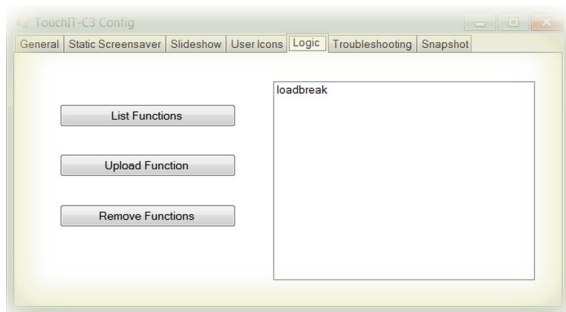 TouchIT-C3 Config
General Static Screensaver Slideshow User Icons Logic Troubleshooting Snapshot
List Functions
loadbreak
Upload Function
Remove Functions